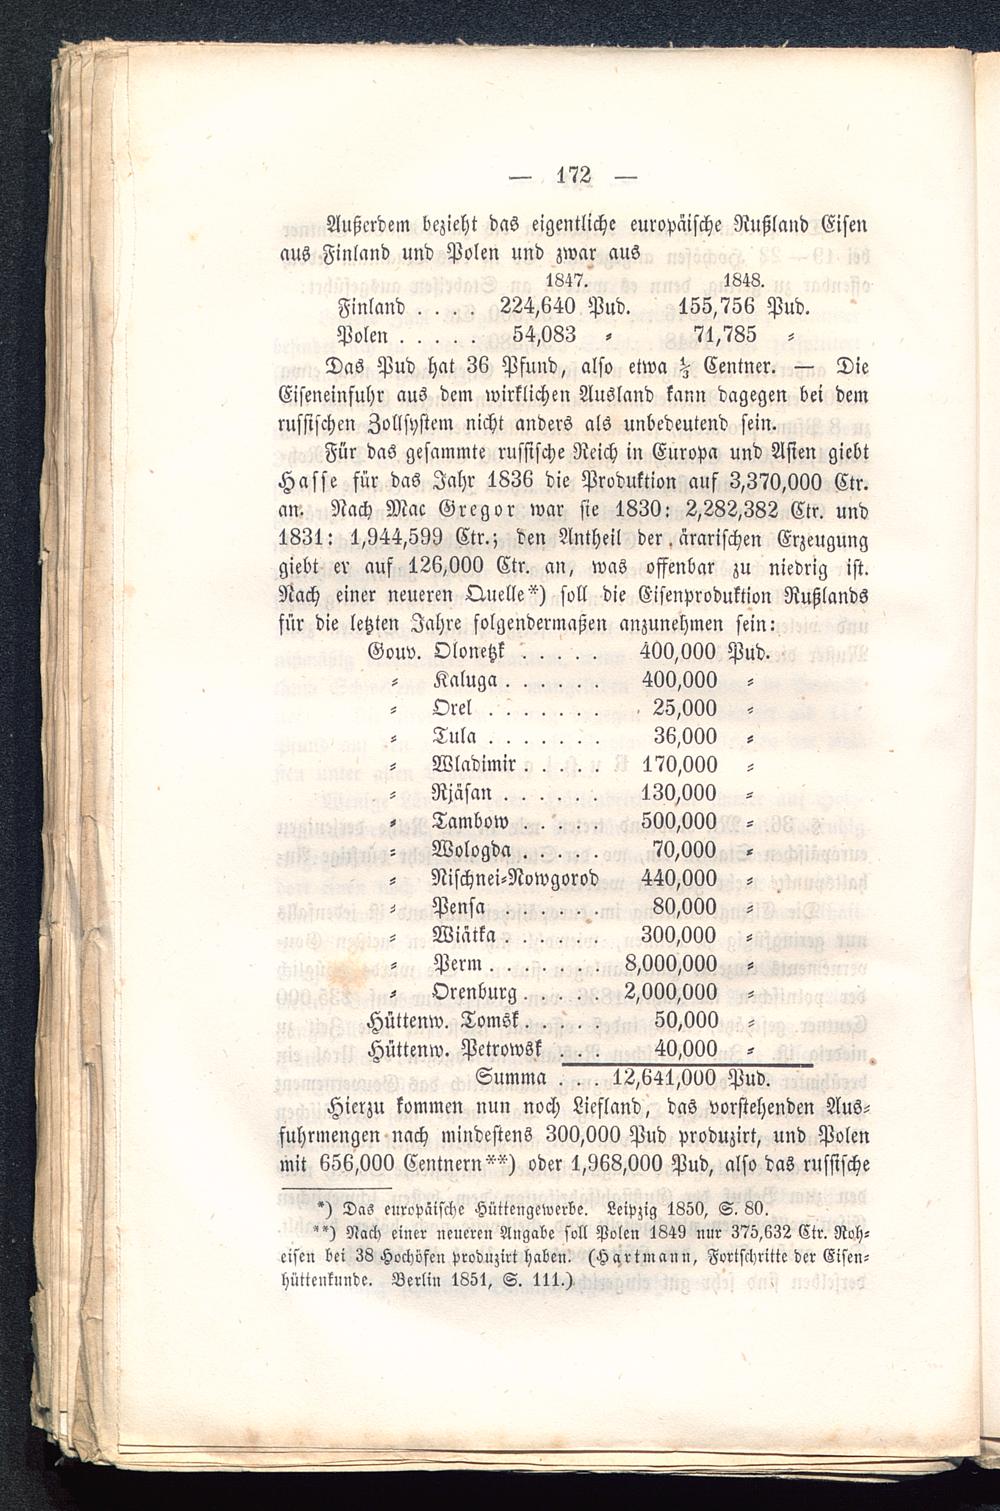 — 172 —
Außerdem bezieht das eigentliche europäische Rußland Eisen
aus Finland und Polen und zwar aus
1847. 1848.
Finland . . . . 224,640 Pud. 155,756 Pud.
Polen . . . . . 54,083 „ 71,785 „
Das Pud hat 36 Pfund, also etwa ⅓ Centner. — Die
Eiseneinfuhr aus dem wirklichen Ausland kann dagegen bei dem
russischen Zollsystem nicht anders als unbedeutend sein.
Für das gesammte russische Reich in Europa und Asien giebt
Hasse für das Jahr 1836 die Produktion auf 3,370,000 Ctr.
an. Nach Mac Gregor war sie 1830: 2,282,382 Ctr. und
1831: 1,944,599 Ctr.; den Antheil der ärarischen Erzeugung
giebt er auf 126,000 Ctr. an, was offenbar zu niedrig ist.
Nach einer neueren Quelle*) soll die Eisenproduktion Rußlands
für die letzten Jahre folgendermaßen anzunehmen sein:
Gouv. Olonetzk . . . . . . 400,000 Pud.
„ Kaluga . . . . . . 400,000 „
„ Orel . . . . . . . 25,000 „
„ Tula . . . . . . . 36,000 „
„ Wladimir . . . . . 170,000 „
„ Rjäsan . . . . . . 130,000 „
„ Tambow . . . . . 500,000 „
„ Wologda . . . . . 70,000 „
„ Nischnei-Nowgorod 440,000 „
„ Pensa . . . . . . 80,000 „
„ Wiätka . . . . . . 300,000 „
„ Perm . . . . . . . 8,000,000 „
„ Orenburg . . . . . 2,000,000 „
Hüttenw. Tomsk . . . . . 50,000 „
Hüttenw. Petrowsk . . . 40,000 „
Summa . . . 12,641,000 Pud.
Hierzu kommen nun noch Liefland, das vorstehenden Aus-
fuhrmengen nach mindestens 300,000 Pud produzirt, und Polen
mit 656,000 Centnern**) oder 1,968,000 Pud, also das russische
*) Das europäische Hüttengewerbe. Leipzig 1850, S. 80.
**) Nach einer neueren Angabe soll Polen 1849 nur 375,632 Ctr. Roh-
eisen bei 38 Hochöfen produzirt haben. (Hartmann, Fortschritte der Eisen-
hüttenkunde. Berlin 1851, S. 111.)